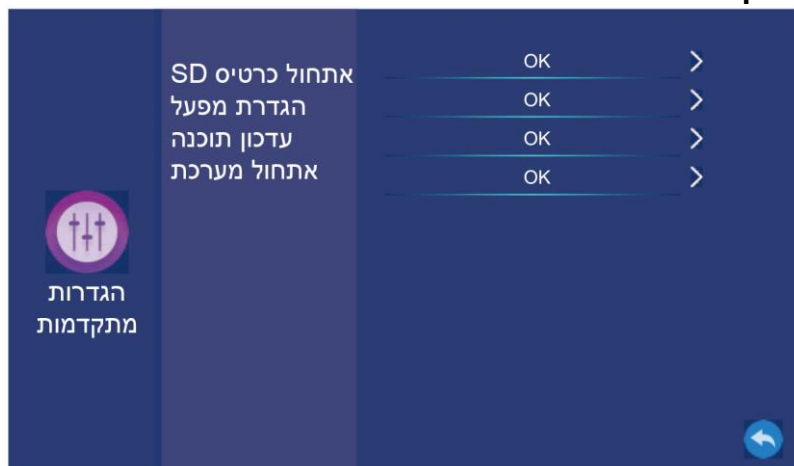 אתחול כרטיס SD
OK
הגדרת מפעל
OK
עדכון תוכנה
OK
אתחול מערכת
OK
הגדרות
מתקדמות